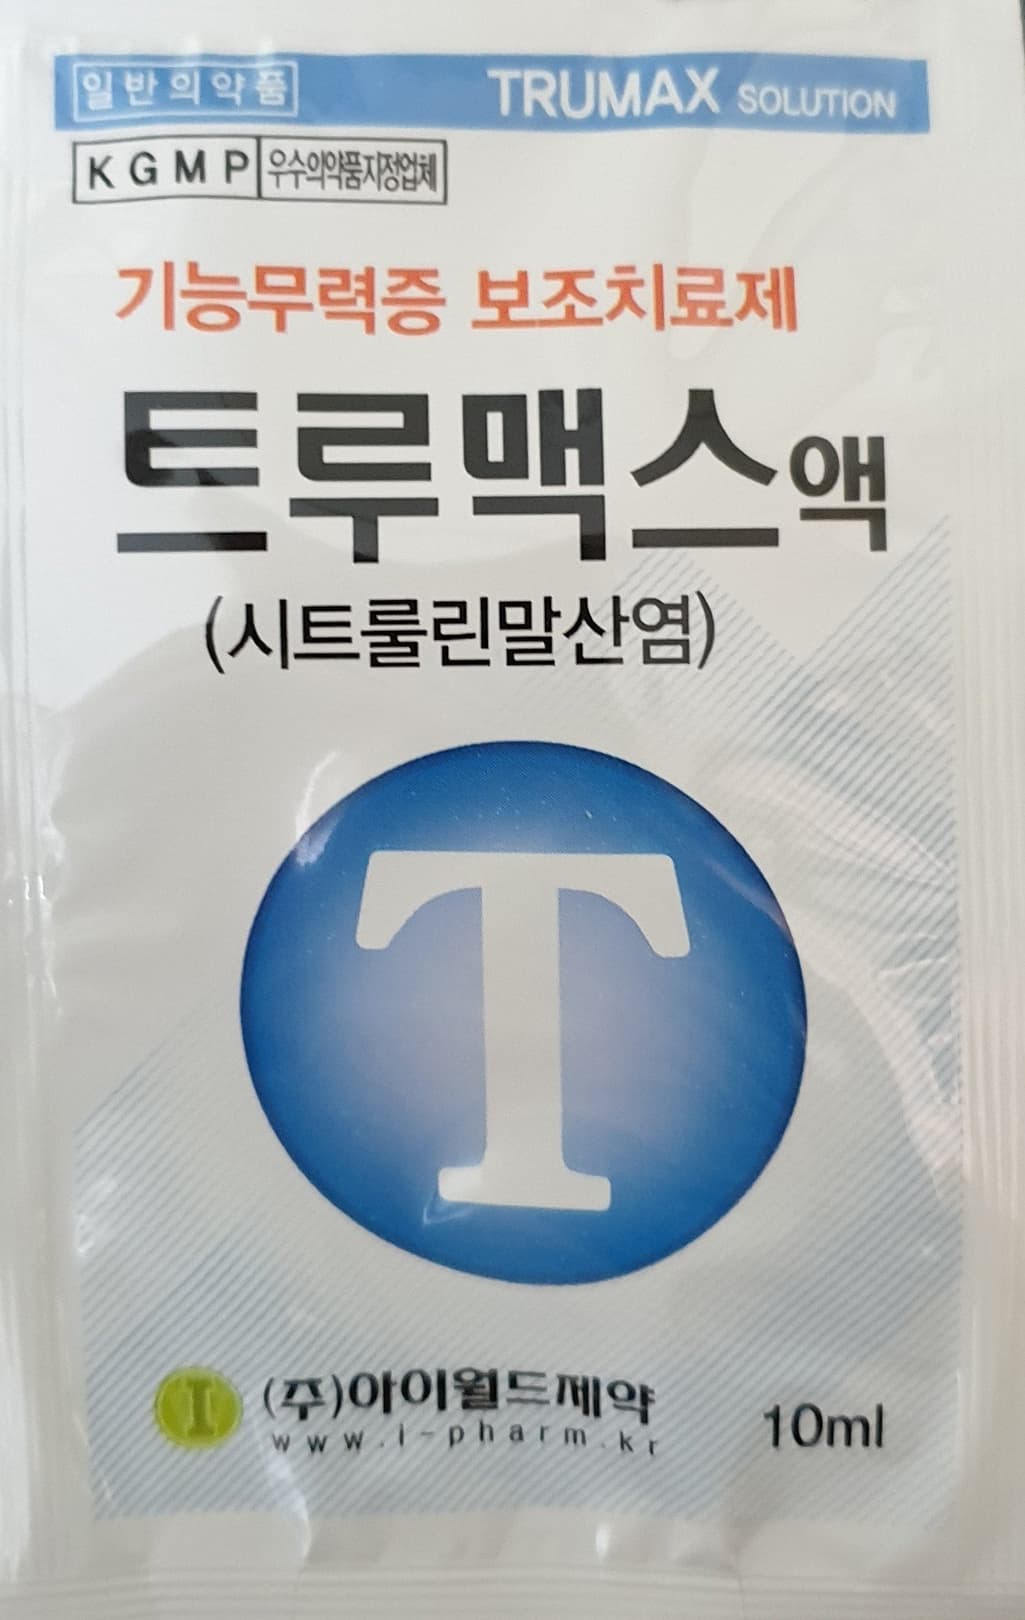 일반의약품 TRUMAX SOLUTION
KGMP 우수의약품지정업체
기능무력증 보조치료제
트루맥스액
(시트룰린말산염)
T
I (주)아이월드제약
www.i-pharm.kr
10ml